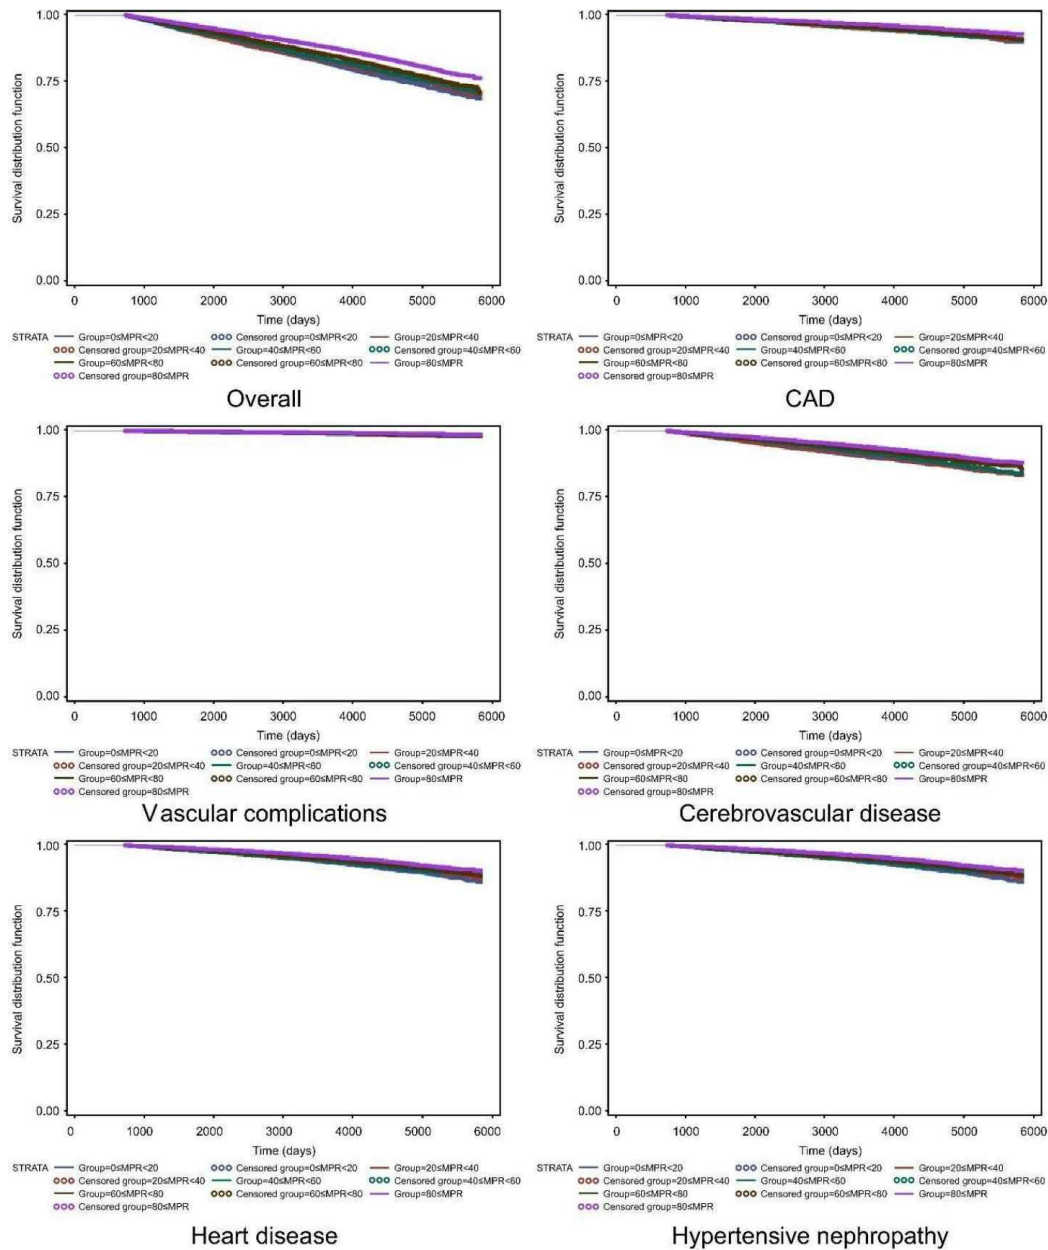 1.00
0.75
0.50
0.25
0.00
Survival distribution function
0 1000 2000 3000 4000 5000 6000
Time (days)
STRATA Group=0≤MPR<20 Censored group=0≤MPR<20 Group=20≤MPR<40
Censored group=20≤MPR<40 Group=40≤MPR<60 Censored group=40≤MPR<60
Group=60≤MPR<80 Censored group=60≤MPR<80 Group=80≤MPR
Censored group=80≤MPR
Overall
1.00
0.75
0.50
0.25
0.00
Survival distribution function
0 1000 2000 3000 4000 5000 6000
Time (days)
STRATA Group=0≤MPR<20 Censored group=0≤MPR<20 Group=20≤MPR<40
Censored group=20≤MPR<40 Group=40≤MPR<60 Censored group=40≤MPR<60
Group=60≤MPR<80 Censored group=60≤MPR<80 Group=80≤MPR
Censored group=80≤MPR
CAD
1.00
0.75
0.50
0.25
0.00
Survival distribution function
0 1000 2000 3000 4000 5000 6000
Time (days)
STRATA Group=0≤MPR<20 Censored group=0≤MPR<20 Group=20≤MPR<40
Censored group=20≤MPR<40 Group=40≤MPR<60 Censored group=40≤MPR<60
Group=60≤MPR<80 Censored group=60≤MPR<80 Group=80≤MPR
Censored group=80≤MPR
Vascular complications
1.00
0.75
0.50
0.25
0.00
Survival distribution function
0 1000 2000 3000 4000 5000 6000
Time (days)
STRATA Group=0≤MPR<20 Censored group=0≤MPR<20 Group=20≤MPR<40
Censored group=20≤MPR<40 Group=40≤MPR<60 Censored group=40≤MPR<60
Group=60≤MPR<80 Censored group=60≤MPR<80 Group=80≤MPR
Censored group=80≤MPR
Cerebrovascular disease
1.00
0.75
0.50
0.25
0.00
Survival distribution function
0 1000 2000 3000 4000 5000 6000
Time (days)
STRATA Group=0≤MPR<20 Censored group=0≤MPR<20 Group=20≤MPR<40
Censored group=20≤MPR<40 Group=40≤MPR<60 Censored group=40≤MPR<60
Group=60≤MPR<80 Censored group=60≤MPR<80 Group=80≤MPR
Censored group=80≤MPR
Heart disease
1.00
0.75
0.50
0.25
0.00
Survival distribution function
0 1000 2000 3000 4000 5000 6000
Time (days)
STRATA Group=0≤MPR<20 Censored group=0≤MPR<20 Group=20≤MPR<40
Censored group=20≤MPR<40 Group=40≤MPR<60 Censored group=40≤MPR<60
Group=60≤MPR<80 Censored group=60≤MPR<80 Group=80≤MPR
Censored group=80≤MPR
Hypertensive nephropathy